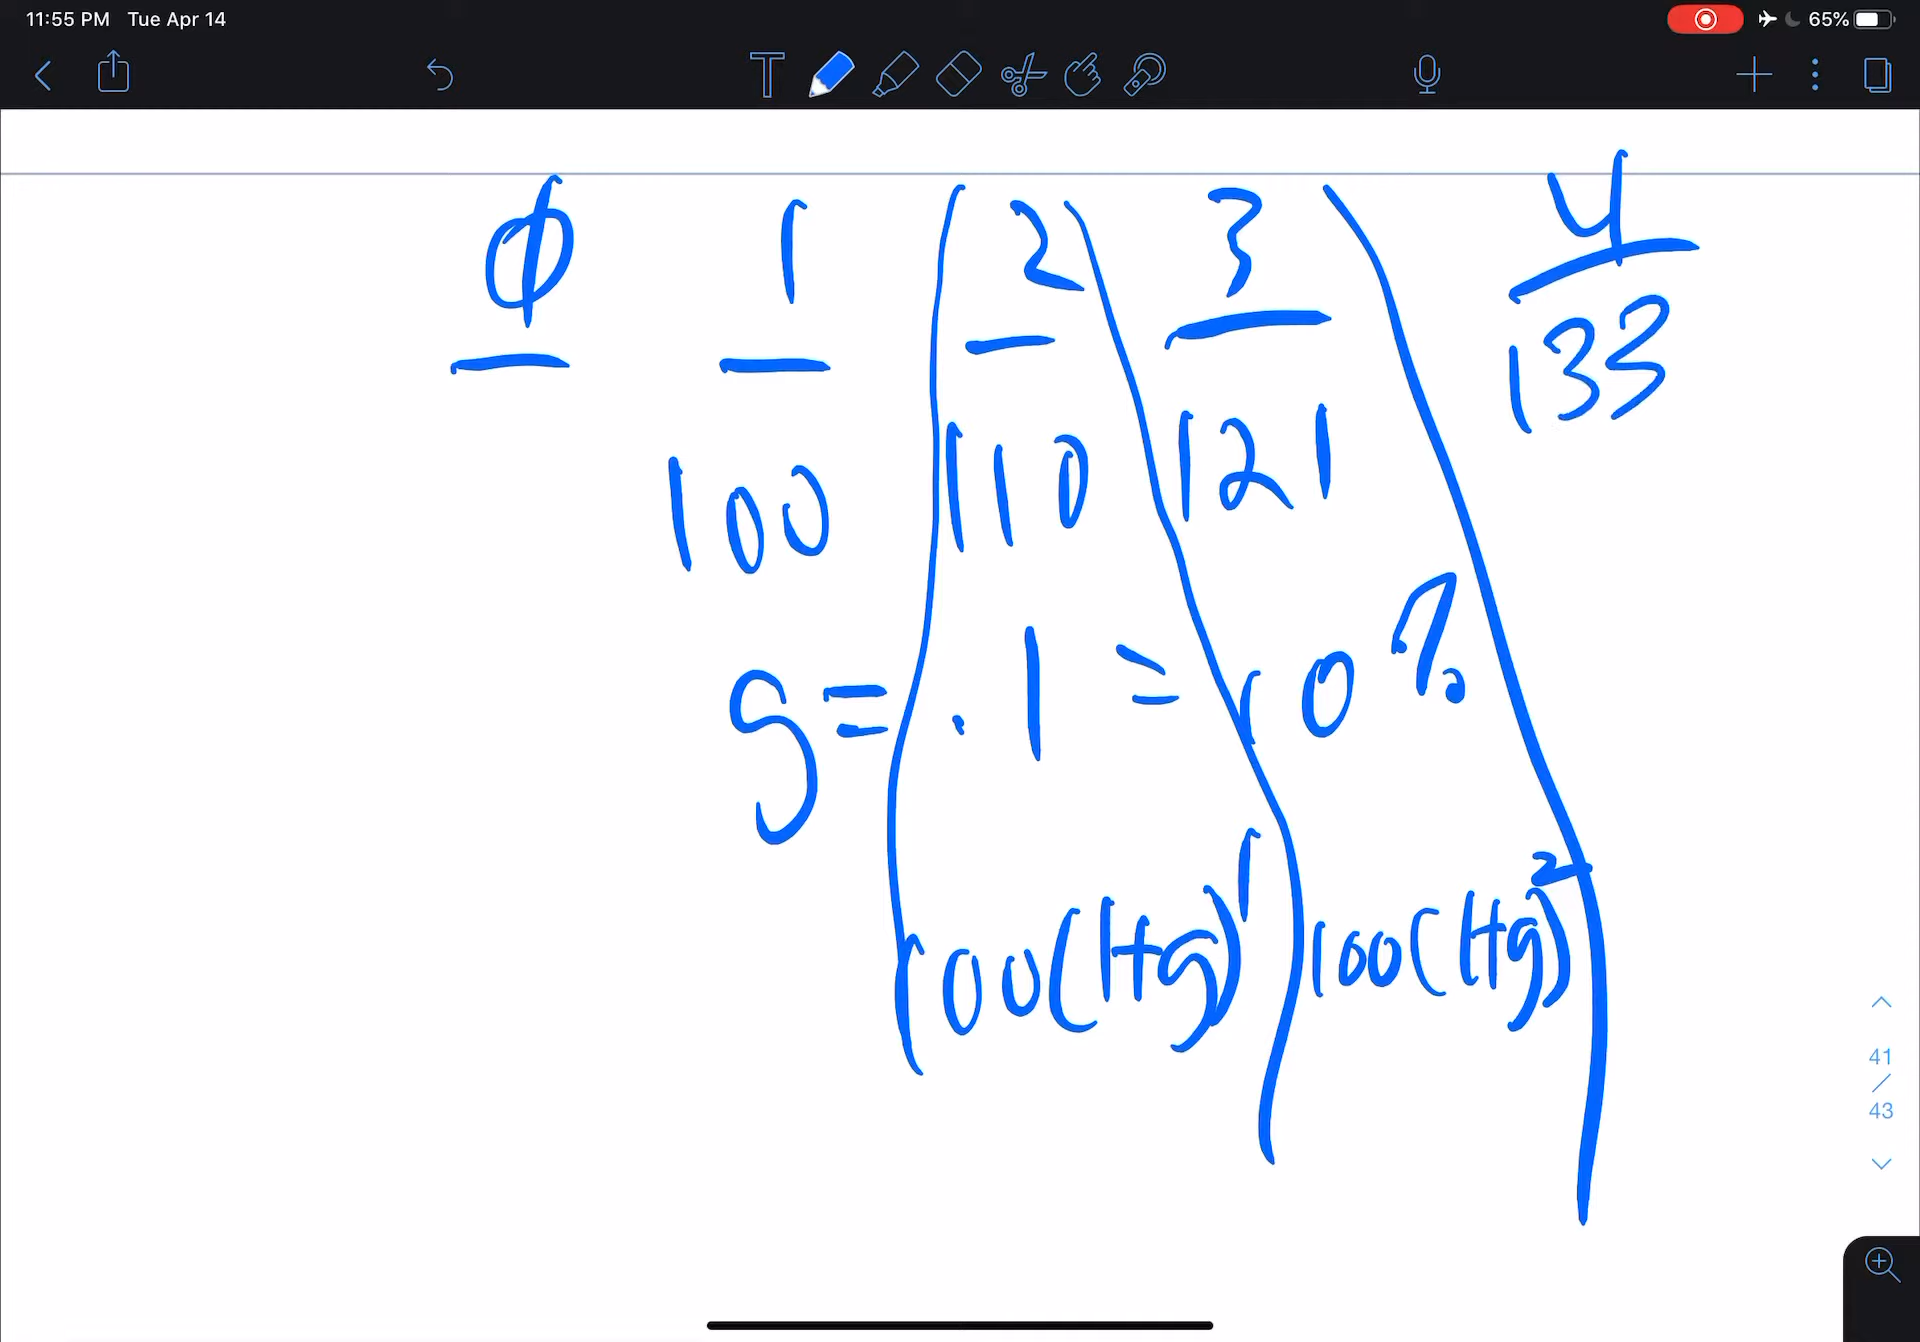 11:55 PM Tue Apr 14 65%
0 1 2 3 4
100 110 121 133
g = .1 = 10%
100(1+g)^1 100(1+g)^2
41
/
43